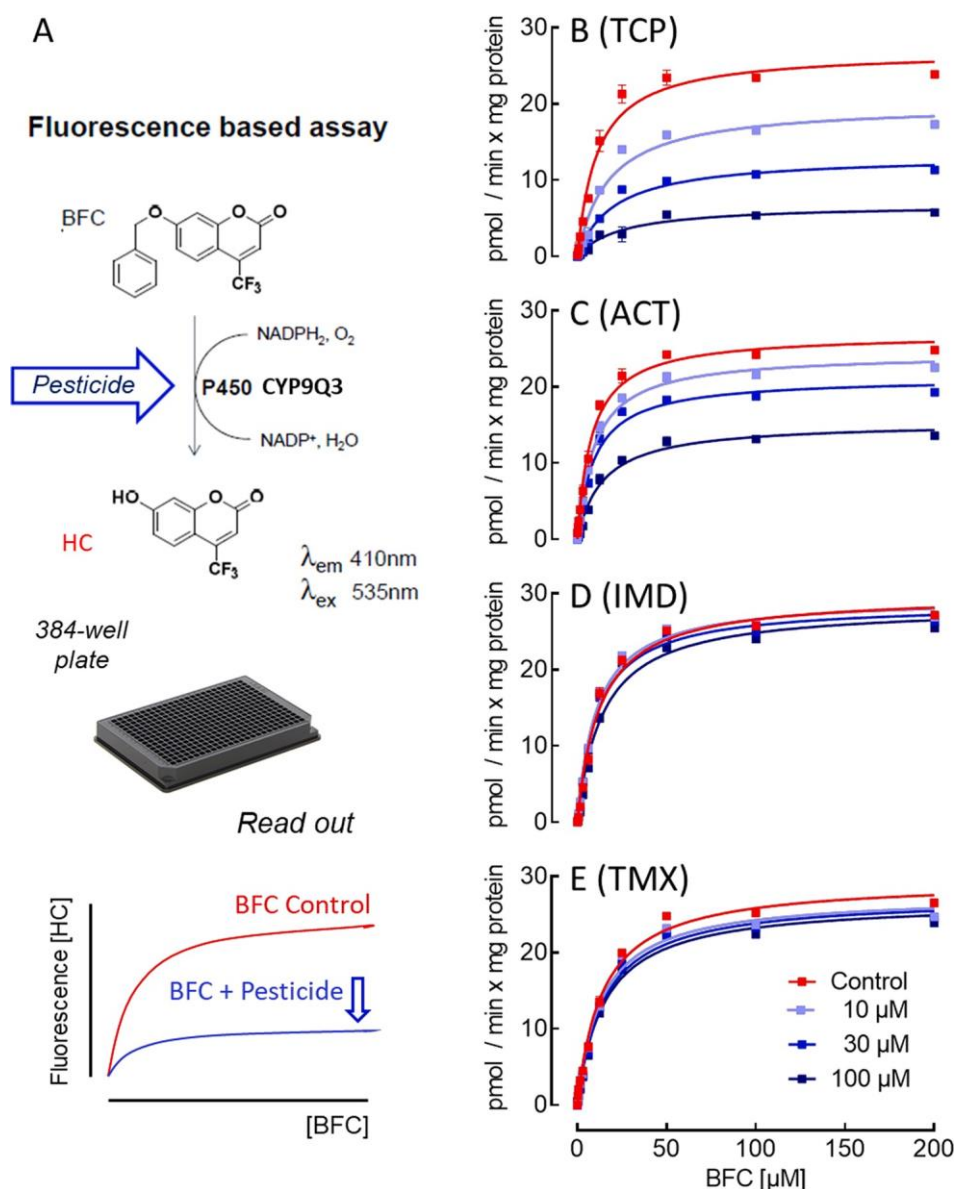 A
Fluorescence based assay
BFC
O
O
O
CF₃
NADPH₂, O₂
Pesticide
P450 CYP9Q3
NADP⁺, H₂O
HO
O
O
HC
CF₃
λem 410nm
λex 535nm
384-well
plate
Read out
Fluorescence [HC]
BFC Control
BFC + Pesticide
[BFC]
B (TCP)
pmol / min x mg protein
30
20
10
0
C (ACT)
pmol / min x mg protein
30
20
10
0
D (IMD)
pmol / min x mg protein
30
20
10
0
E (TMX)
pmol / min x mg protein
30
20
10
0
Control
10 µM
30 µM
100 µM
0 50 100 150 200
BFC [µM]